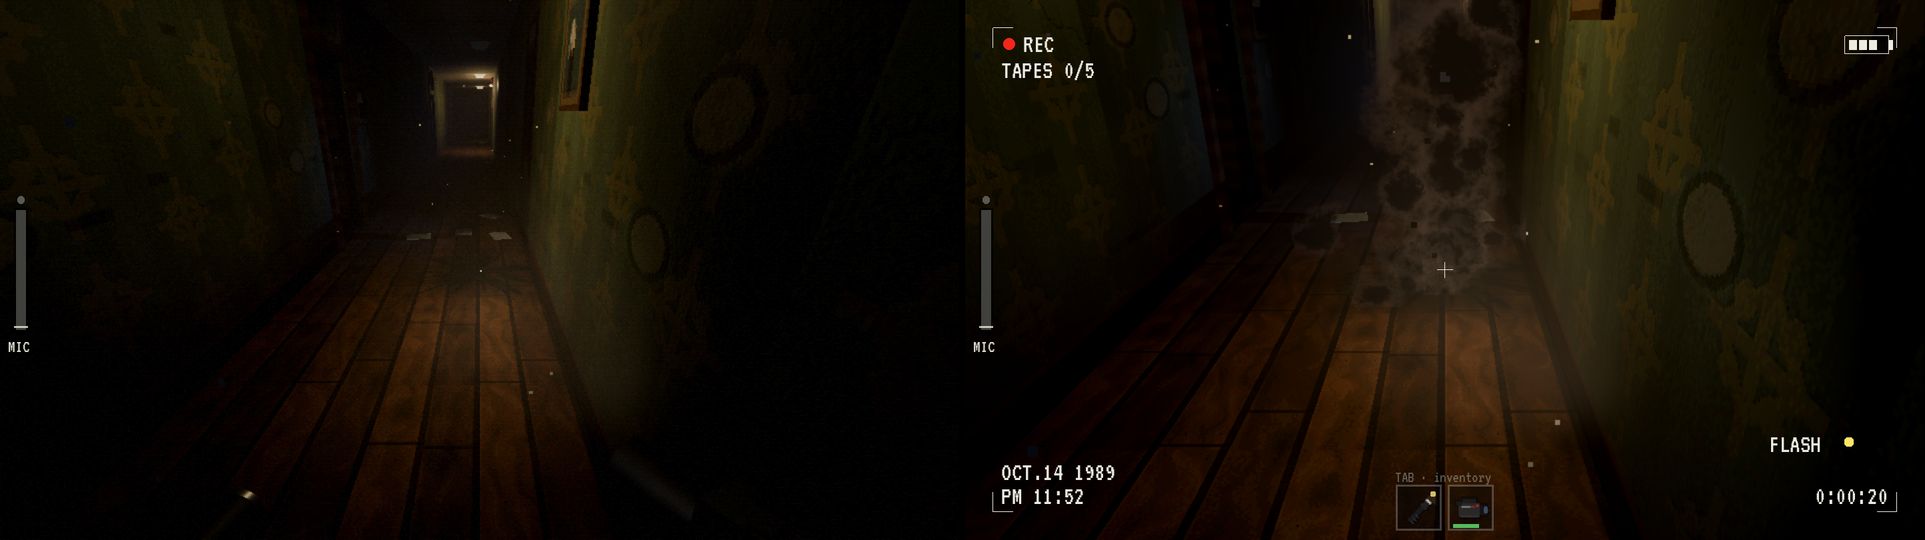 MIC
REC
TAPES 0/5
MIC
FLASH
OCT.14 1989
PM 11:52
TAB · inventory
0:00:20